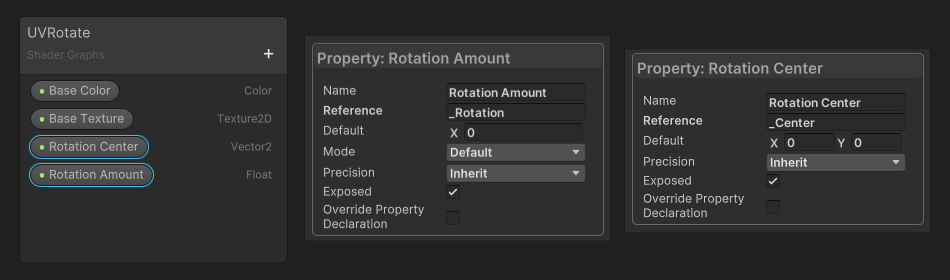 UVRotate
Shader Graphs
+
Base Color Color
Base Texture Texture2D
Rotation Center Vector2
Rotation Amount Float
Property: Rotation Amount
Name Rotation Amount
Reference _Rotation
Default X 0
Mode Default
Precision Inherit
Exposed
Override Property
Declaration
Property: Rotation Center
Name Rotation Center
Reference _Center
Default X 0 Y 0
Precision Inherit
Exposed
Override Property
Declaration